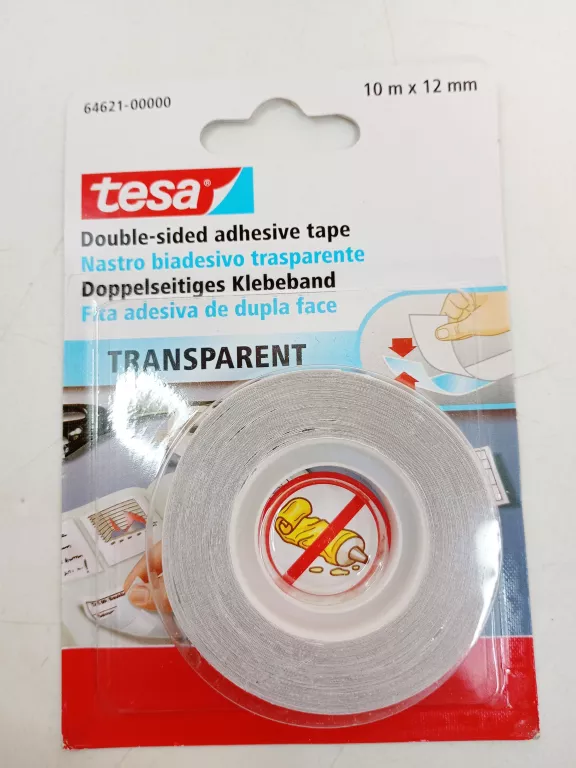 64621-00000
10 m x 12 mm
tesa®
Double-sided adhesive tape
Nastro biadesivo trasparente
Doppelseitiges Klebeband
Fita adesiva de dupla face
TRANSPARENT